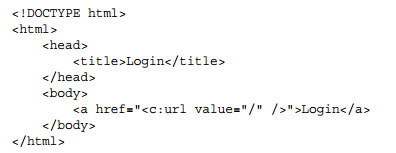 <!DOCTYPE html>
<html>
    <head>
        <title>Login</title>
    </head>
    <body>
        <a href="<c:url value="/" />">Login</a>
    </body>
</html>